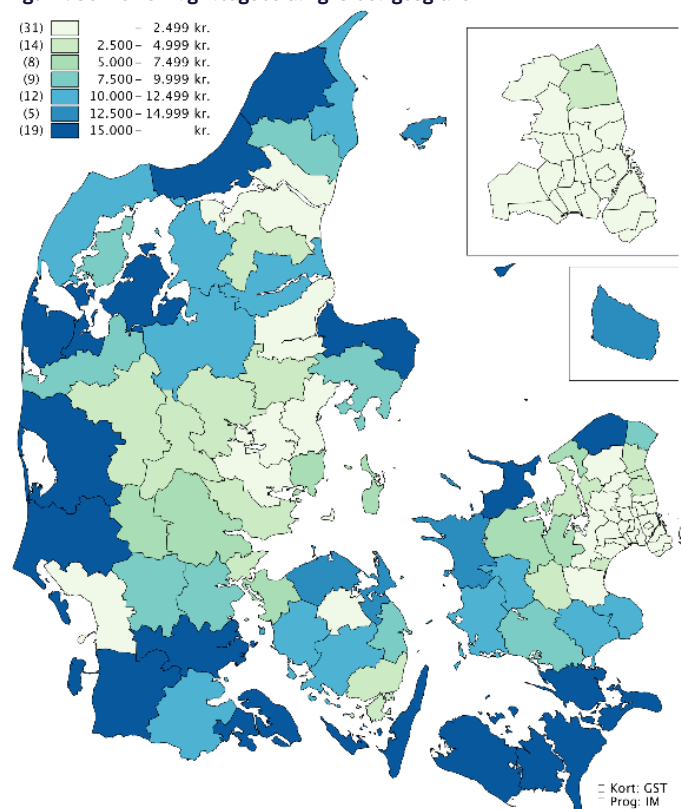 (31) – 2.499 kr.
(14) 2.500 – 4.999 kr.
(8) 5.000 – 7.499 kr.
(9) 7.500 – 9.999 kr.
(12) 10.000 – 12.499 kr.
(5) 12.500 – 14.999 kr.
(19) 15.000 – kr.
Kort: GST
Prog: IM